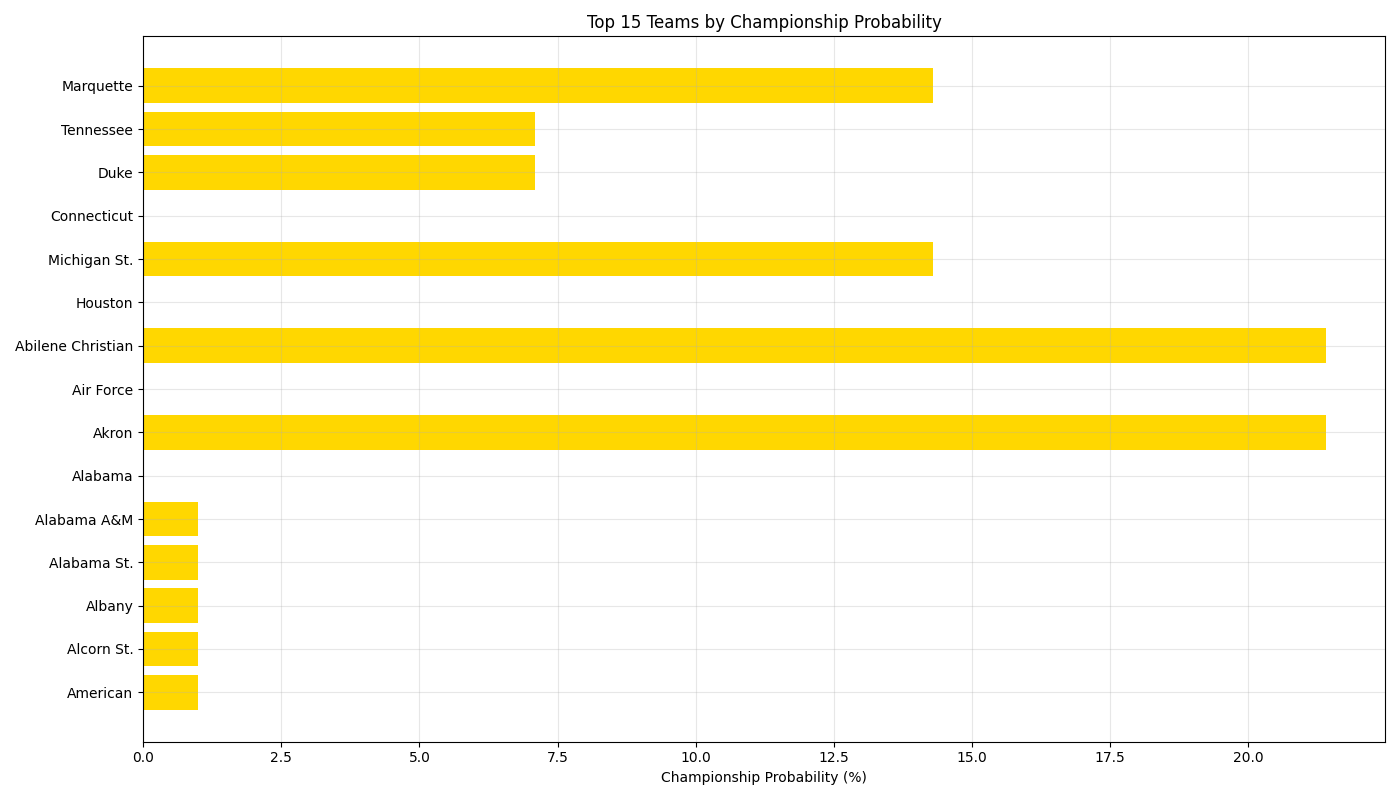 Top 15 Teams by Championship Probability
Marquette
Tennessee
Duke
Connecticut
Michigan St.
Houston
Abilene Christian
Air Force
Akron
Alabama
Alabama A&M
Alabama St.
Albany
Alcorn St.
American
0.0 2.5 5.0 7.5 10.0 12.5 15.0 17.5 20.0
Championship Probability (%)